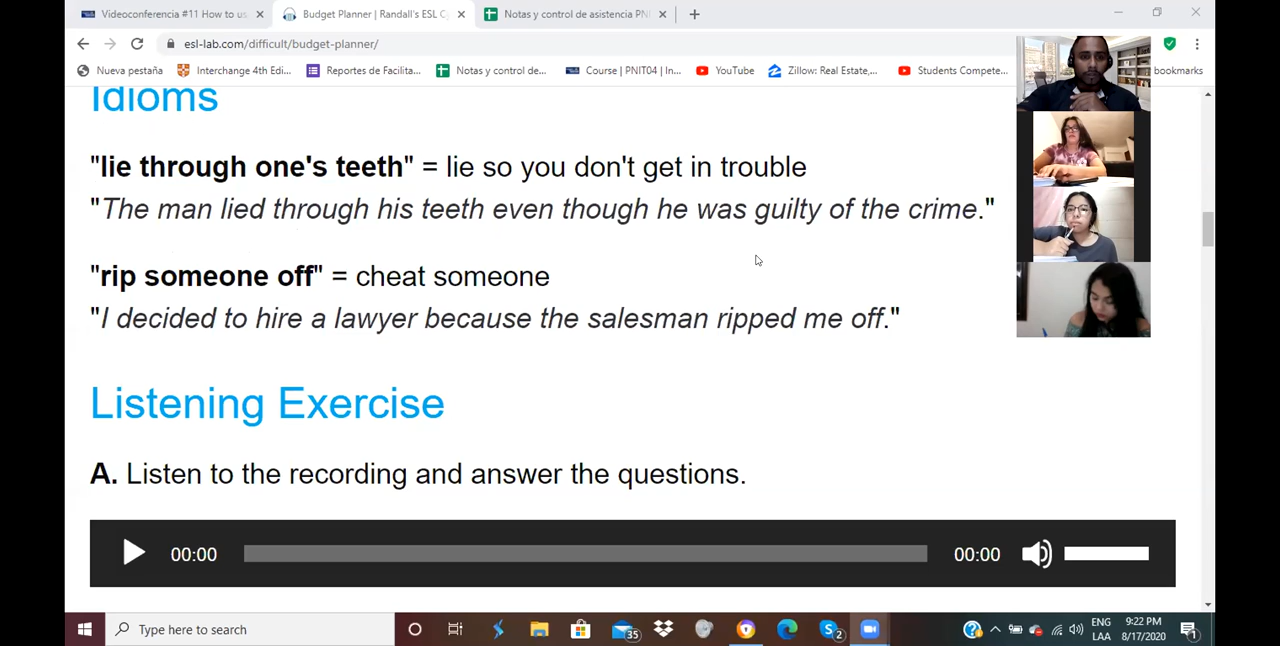 Videoconferencia #11 How to us
Budget Planner | Randall's ESL Cy
Notas y control de asistencia PNI
esl-lab.com/difficult/budget-planner/
Nueva pestaña
Interchange 4th Edi...
Reportes de Facilita...
Notas y control de...
Course | PNIT04 | In...
YouTube
Zillow: Real Estate,...
Students Compete...
bookmarks
Idioms
"lie through one's teeth" = lie so you don't get in trouble
"The man lied through his teeth even though he was guilty of the crime."
"rip someone off" = cheat someone
"I decided to hire a lawyer because the salesman ripped me off."
Listening Exercise
A. Listen to the recording and answer the questions.
00:00
00:00
Type here to search
35
2
ENG
LAA
9:22 PM
8/17/2020
1